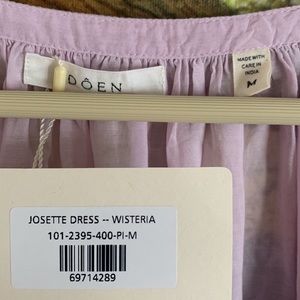 DÔEN
MADE WITH
CARE IN
INDIA
M
JOSETTE DRESS -- WISTERIA
101-2395-400-PI-M
69714289